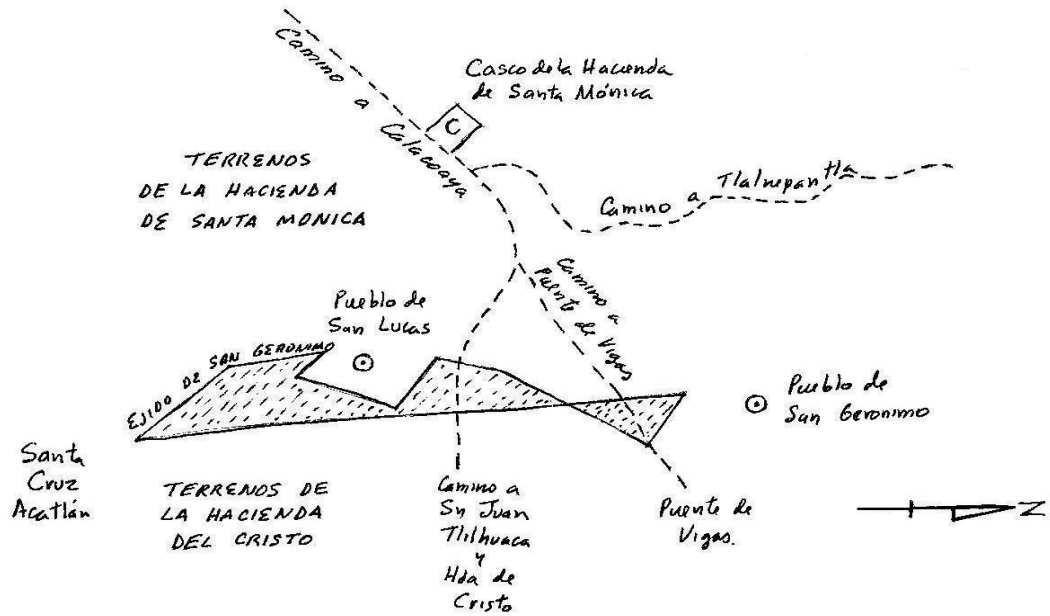 Camino a Calacoaya
Casco de la Hacienda
de Santa Mónica
C
TERRENOS
DE LA HACIENDA
DE SANTA MONICA
Camino a Tlalnepantla
Camino a
Puente de Vigas
Pueblo de
San Lucas
EJIDO DE SAN GERONIMO
Pueblo de
San Geronimo
Santa
Cruz
Acatlán
TERRENOS DE
LA HACIENDA
DEL CRISTO
Camino a
Sn Juan
Tlilhuaca
y
Hda de
Cristo
Puente de
Vigas.
N